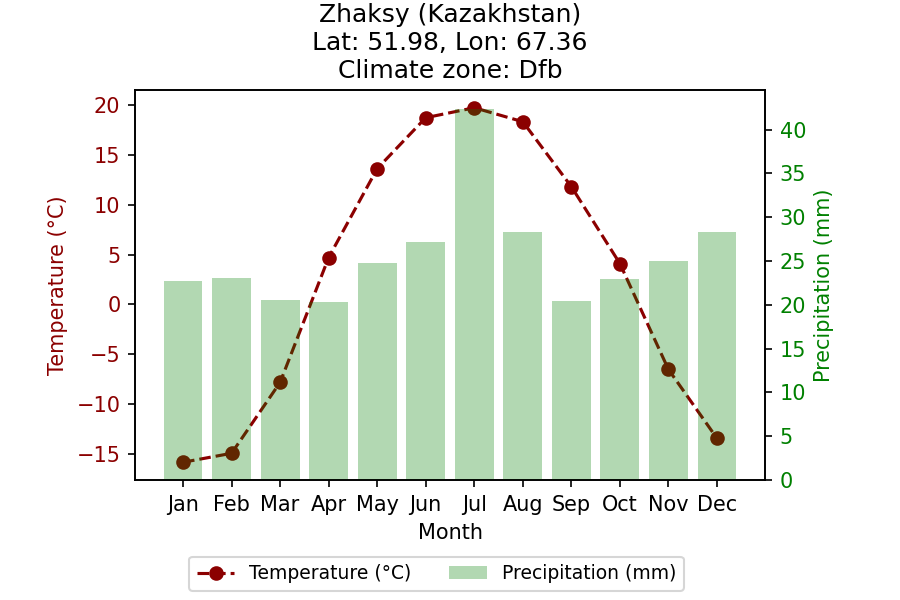 Zhaksy (Kazakhstan)
Lat: 51.98, Lon: 67.36
Climate zone: Dfb
20
15
10
5
0
−5
−10
−15
Temperature (°C)
40
35
30
25
20
15
10
5
0
Precipitation (mm)
Jan Feb Mar Apr May Jun Jul Aug Sep Oct Nov Dec
Month
Temperature (°C) Precipitation (mm)